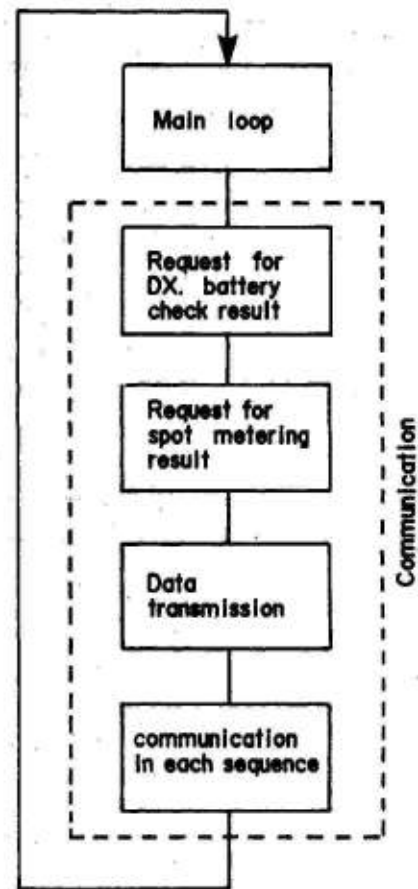 Main loop
Request for
DX. battery
check result
Request for
spot metering
result
Data
transmission
communication
in each sequence
Communication